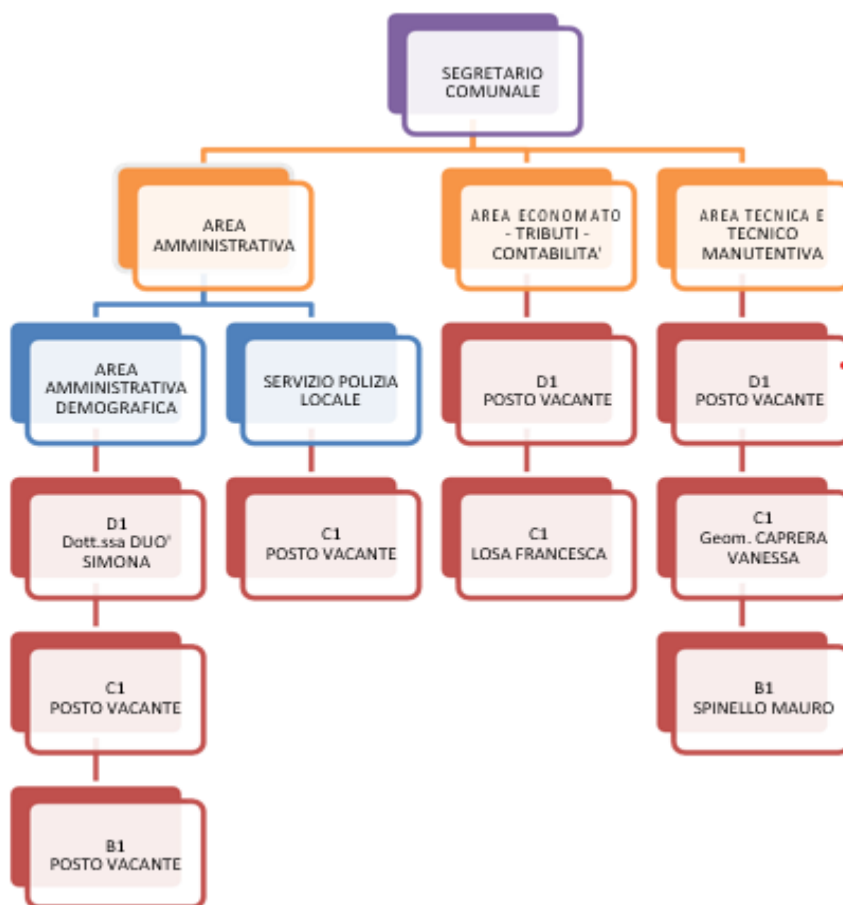 SEGRETARIO
COMUNALE
AREA
AMMINISTRATIVA
AREA ECONOMATO
- TRIBUTI -
CONTABILITA'
AREA TECNICA E
TECNICO
MANUTENTIVA
AREA
AMMINISTRATIVA
DEMOGRAFICA
SERVIZIO POLIZIA
LOCALE
D1
POSTO VACANTE
D1
POSTO VACANTE
D1
Dott.ssa DUO'
SIMONA
C1
POSTO VACANTE
C1
LOSA FRANCESCA
C1
Geom. CAPRERA
VANESSA
C1
POSTO VACANTE
B1
SPINELLO MAURO
B1
POSTO VACANTE